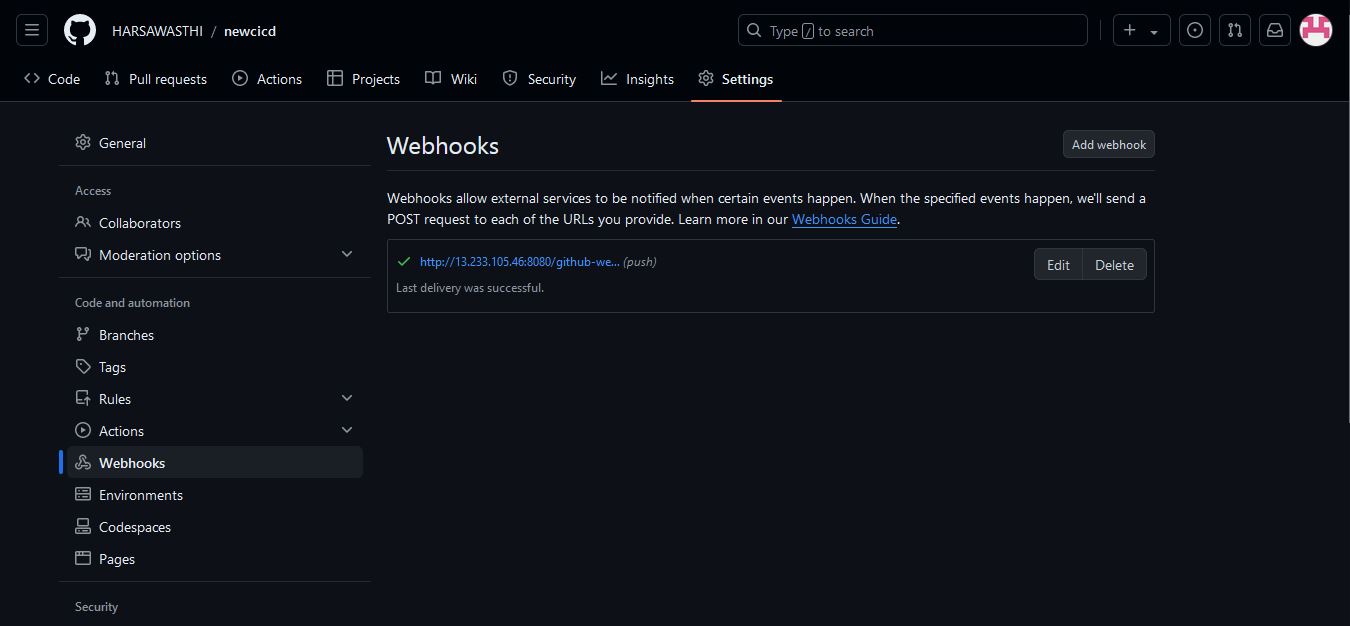 HARSAWASTHI / newcicd
Type / to search
Code Pull requests Actions Projects Wiki Security Insights Settings
General
Access
Collaborators
Moderation options
Code and automation
Branches
Tags
Rules
Actions
Webhooks
Environments
Codespaces
Pages
Security
Webhooks
Add webhook
Webhooks allow external services to be notified when certain events happen. When the specified events happen, we'll send a
POST request to each of the URLs you provide. Learn more in our Webhooks Guide.
http://13.233.105.46:8080/github-we... (push)
Edit Delete
Last delivery was successful.